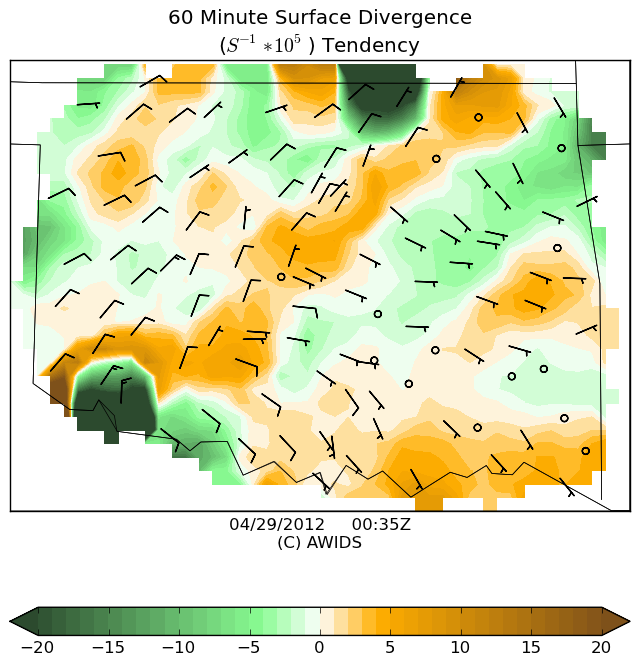 60 Minute Surface Divergence
(S⁻¹ *10⁵ ) Tendency
04/29/2012 00:35Z
(C) AWIDS
−20 −15 −10 −5 0 5 10 15 20